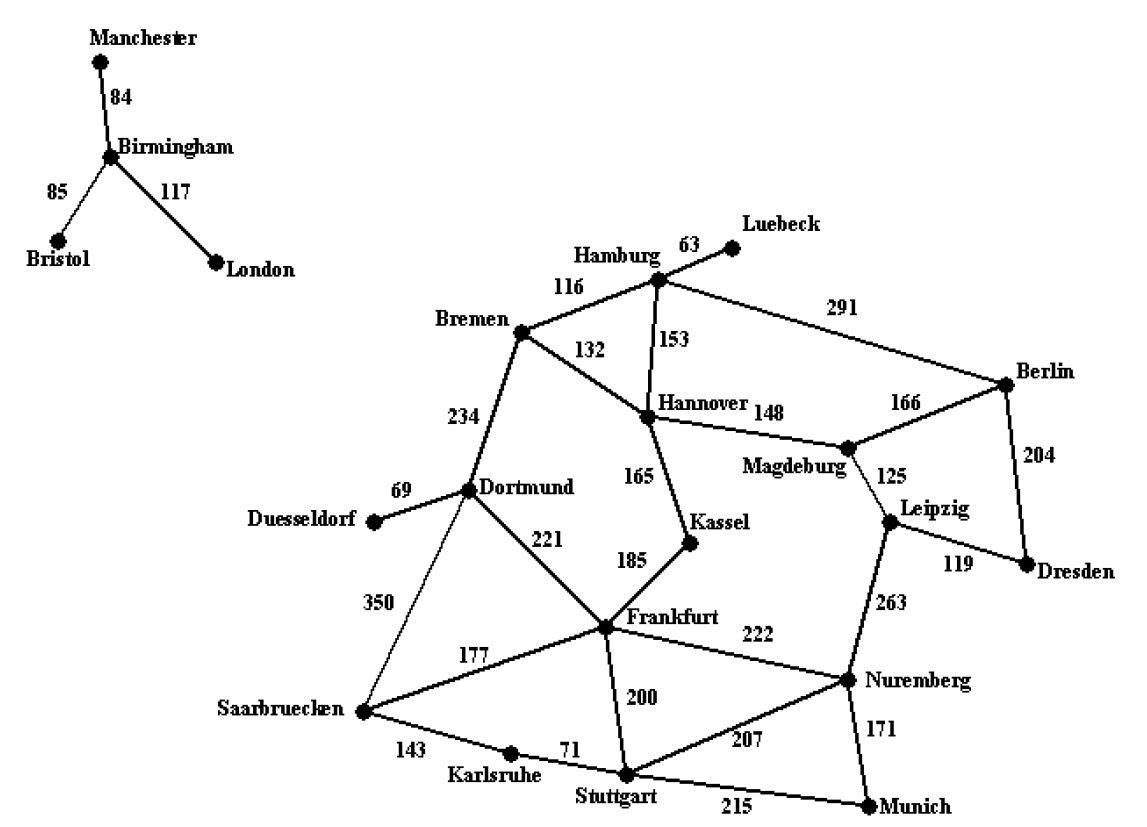 Manchester
84
Birmingham
85
117
Bristol
London
Luebeck
63
Hamburg
116
291
Bremen
132
153
Berlin
Hannover
148
166
234
204
165
Magdeburg
125
69
Dortmund
Leipzig
Duesseldorf
Kassel
221
185
119
Dresden
350
263
Frankfurt
222
177
Nuremberg
200
Saarbruecken
171
207
143
71
Karlsruhe
Stuttgart
215
Munich